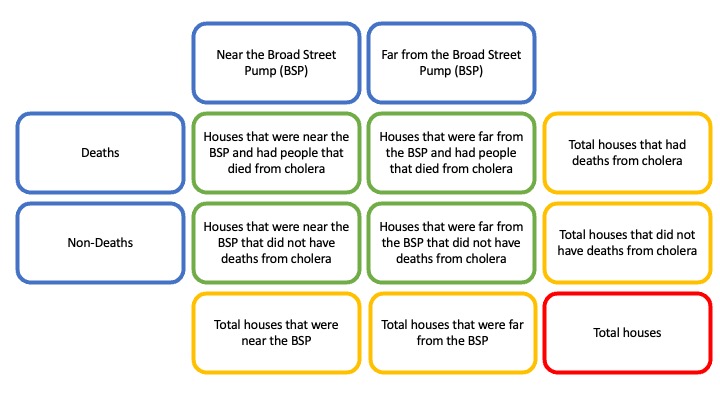 Near the Broad Street
Pump (BSP)
Far from the Broad Street
Pump (BSP)
Deaths
Houses that were near the
BSP and had people that
died from cholera
Houses that were far from
the BSP and had people
that died from cholera
Total houses that had
deaths from cholera
Non-Deaths
Houses that were near the
BSP that did not have
deaths from cholera
Houses that were far from
the BSP that did not have
deaths from cholera
Total houses that did not
have deaths from cholera
Total houses that were
near the BSP
Total houses that were far
from the BSP
Total houses